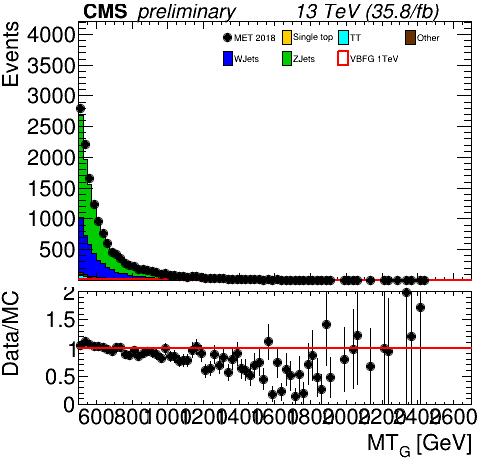 CMS preliminary 13 TeV (35.8/fb)
Events
4000
3500
3000
2500
2000
1500
1000
500
MET 2018 Single top TT Other
WJets ZJets VBFG 1TeV
Data/MC
2
1.5
1
0.5
0
600 800 1000 1200 1400 1600 1800 2000 2200 2400 2600
MT_G [GeV]